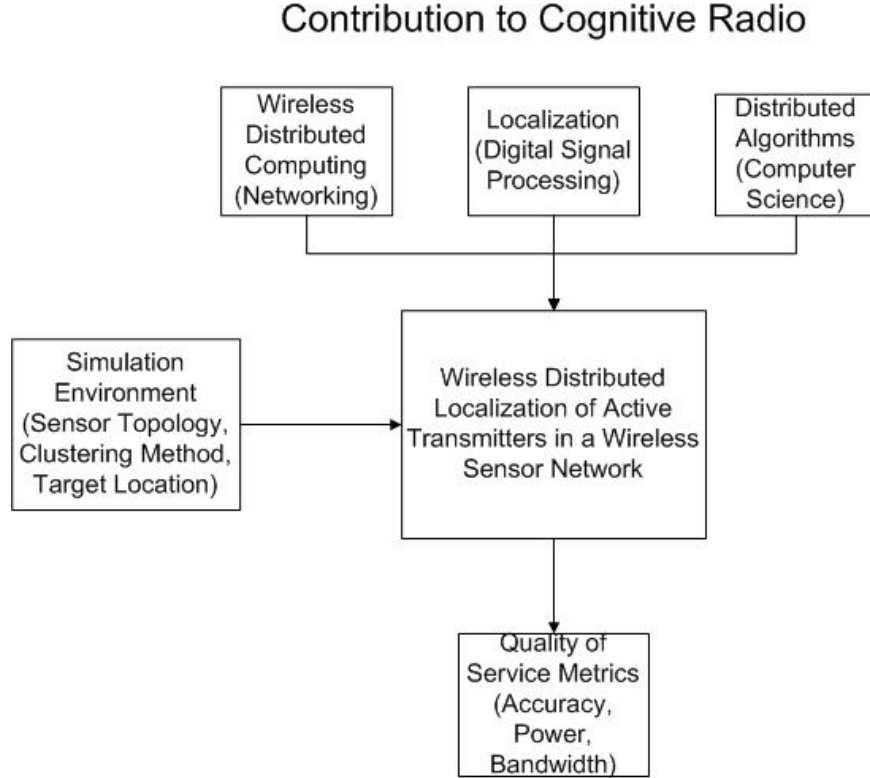 Contribution to Cognitive Radio
Wireless
Distributed
Computing
(Networking)
Localization
(Digital Signal
Processing)
Distributed
Algorithms
(Computer
Science)
Simulation
Environment
(Sensor Topology,
Clustering Method,
Target Location)
Wireless Distributed
Localization of Active
Transmitters in a Wireless
Sensor Network
Quality of
Service Metrics
(Accuracy,
Power,
Bandwidth)